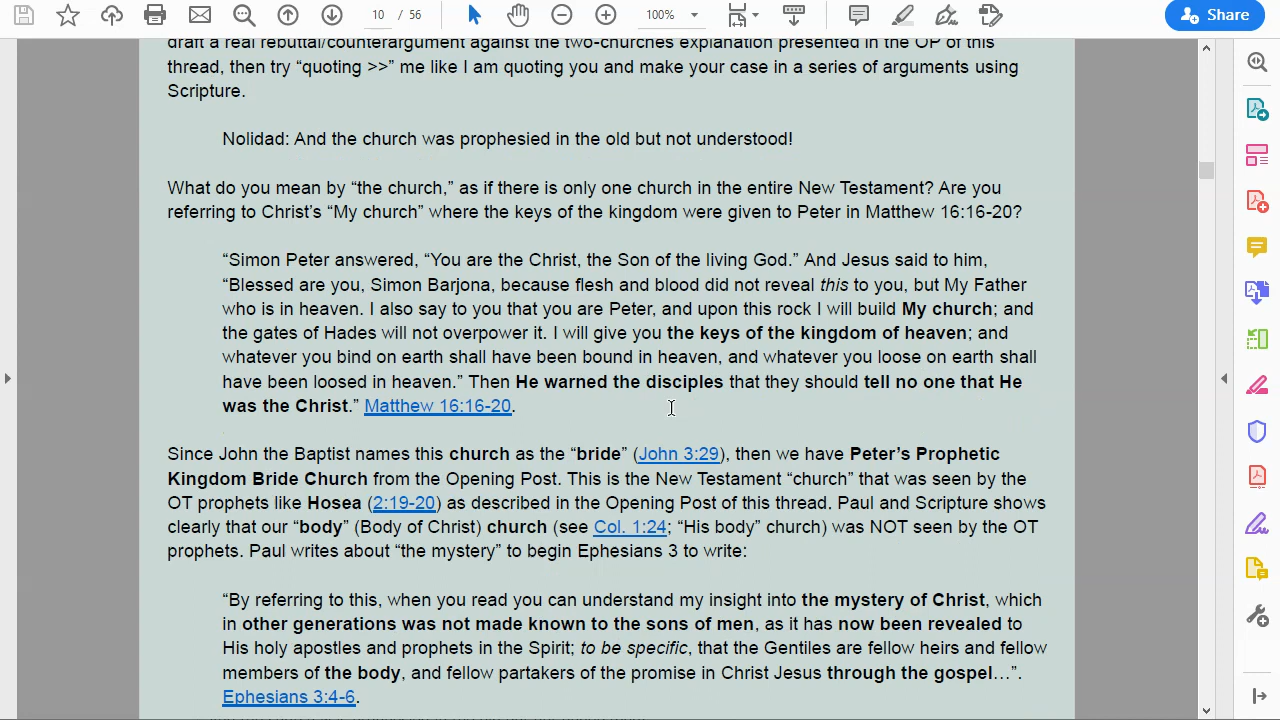 10 / 56
100%
Share
draft a real rebuttal/counterargument against the two-churches explanation presented in the OP of this
thread, then try “quoting >>” me like I am quoting you and make your case in a series of arguments using
Scripture.
Nolidad: And the church was prophesied in the old but not understood!
What do you mean by “the church,” as if there is only one church in the entire New Testament? Are you
referring to Christ’s “My church” where the keys of the kingdom were given to Peter in Matthew 16:16-20?
“Simon Peter answered, “You are the Christ, the Son of the living God.” And Jesus said to him,
“Blessed are you, Simon Barjona, because flesh and blood did not reveal this to you, but My Father
who is in heaven. I also say to you that you are Peter, and upon this rock I will build My church; and
the gates of Hades will not overpower it. I will give you the keys of the kingdom of heaven; and
whatever you bind on earth shall have been bound in heaven, and whatever you loose on earth shall
have been loosed in heaven.” Then He warned the disciples that they should tell no one that He
was the Christ.” Matthew 16:16-20.
Since John the Baptist names this church as the “bride” (John 3:29), then we have Peter’s Prophetic
Kingdom Bride Church from the Opening Post. This is the New Testament “church” that was seen by the
OT prophets like Hosea (2:19-20) as described in the Opening Post of this thread. Paul and Scripture shows
clearly that our “body” (Body of Christ) church (see Col. 1:24; “His body” church) was NOT seen by the OT
prophets. Paul writes about “the mystery” to begin Ephesians 3 to write:
“By referring to this, when you read you can understand my insight into the mystery of Christ, which
in other generations was not made known to the sons of men, as it has now been revealed to
His holy apostles and prophets in the Spirit; to be specific, that the Gentiles are fellow heirs and fellow
members of the body, and fellow partakers of the promise in Christ Jesus through the gospel…”.
Ephesians 3:4-6.